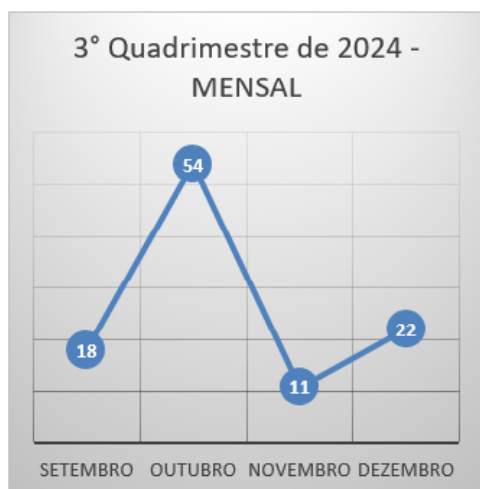 3° Quadrimestre de 2024 -
MENSAL
54
18
22
11
SETEMBRO OUTUBRO NOVEMBRO DEZEMBRO